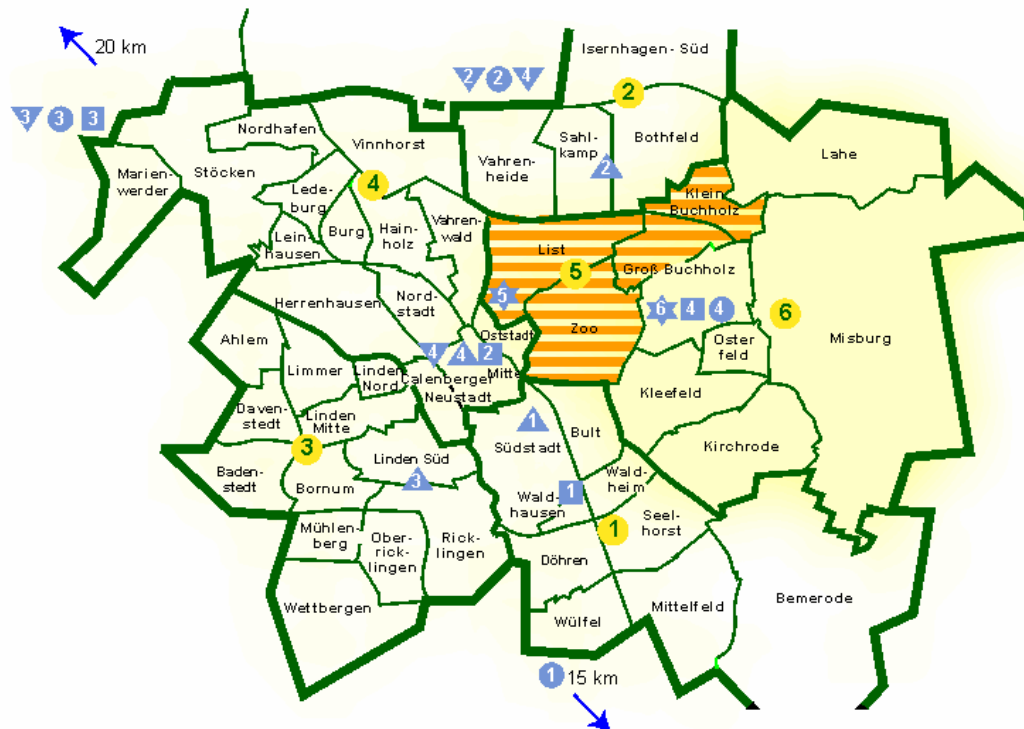 20 km
Isernhagen - Süd
2 2 4
2
3 3 3
Nordhafen
Vinnhorst
Sahl-
kamp
Bothfeld
Lahe
Marien-
werder
Stöcken
Vahren-
heide
2
Lede-
burg
4
Klein
Buchholz
Burg
Hain-
holz
Vahren-
wald
Lein-
hausen
List
5
Groß Buchholz
Herrenhausen
Nord-
stadt
5
6 4 4
6
Zoo
Oststadt
Oster
feld
Misburg
Ahlem
Limmer
4 4 2
Mitte
Linden
Nord
Calenberger
Neustadt
Kleefeld
Daven-
stedt
Linden
Mitte
1
Südstadt
Bult
Kirchrode
3
Linden Süd
3
Baden-
stedt
Bornum
Wald-
hausen
1
Wald-
heim
Mühlen-
berg
Ober-
rick-
lingen
Rick-
lingen
1
Seel-
horst
Döhren
Wettbergen
Wülfel
Mittelfeld
Bemerode
1 15 km